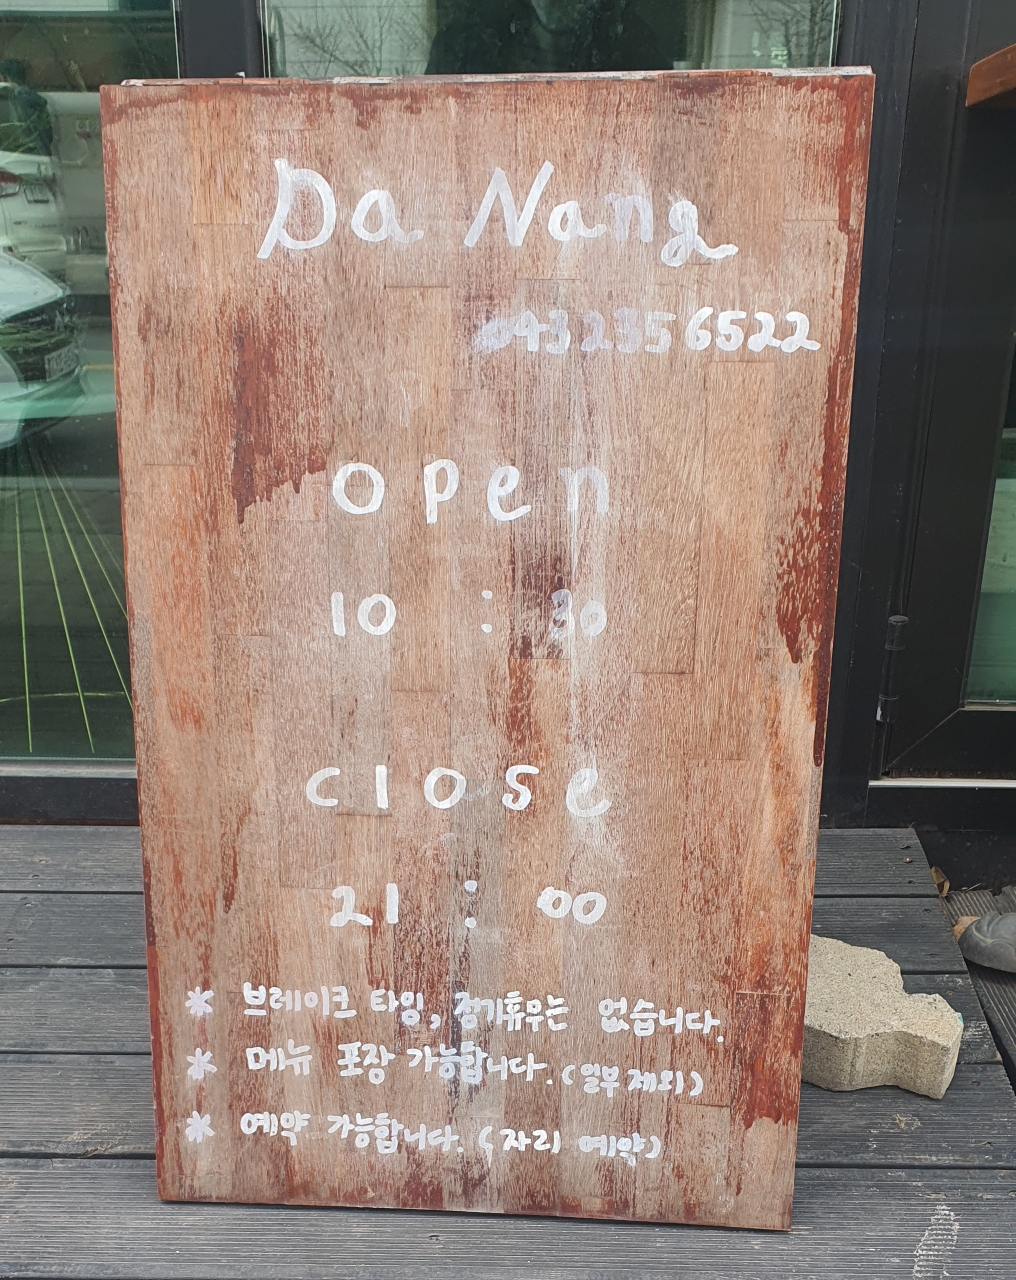 Da Nang
0432356522
open
10 : 30
close
21 : 00
* 브레이크 타임, 정기휴무는 없습니다.
* 메뉴 포장 가능합니다. (일부 제외)
* 예약 가능합니다. (자리 예약)